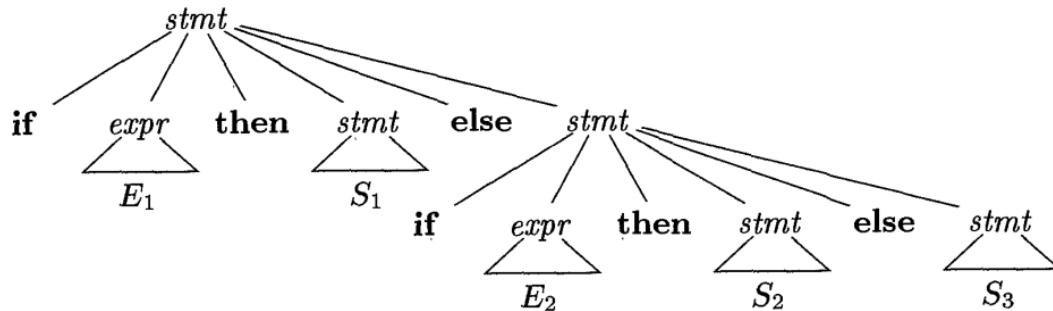 stmt
if expr then stmt else stmt
E₁ S₁
if expr then stmt else stmt
E₂ S₂ S₃